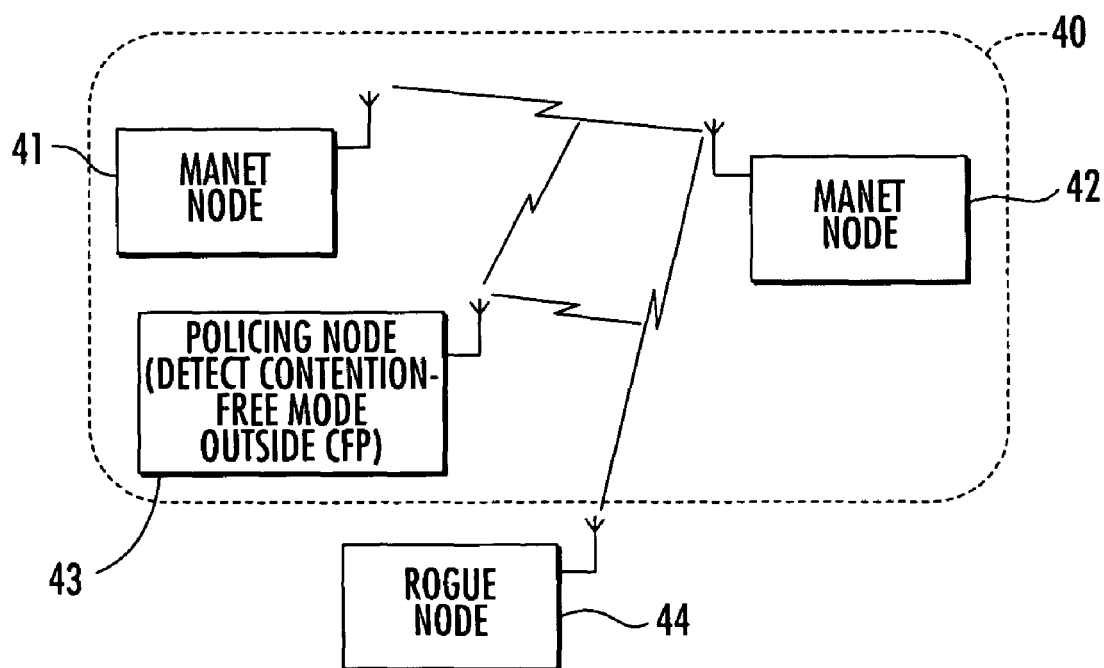 40
41
MANET
NODE
MANET
NODE
42
POLICING NODE
(DETECT CONTENTION-
FREE MODE
OUTSIDE CFP)
43
ROGUE
NODE
44